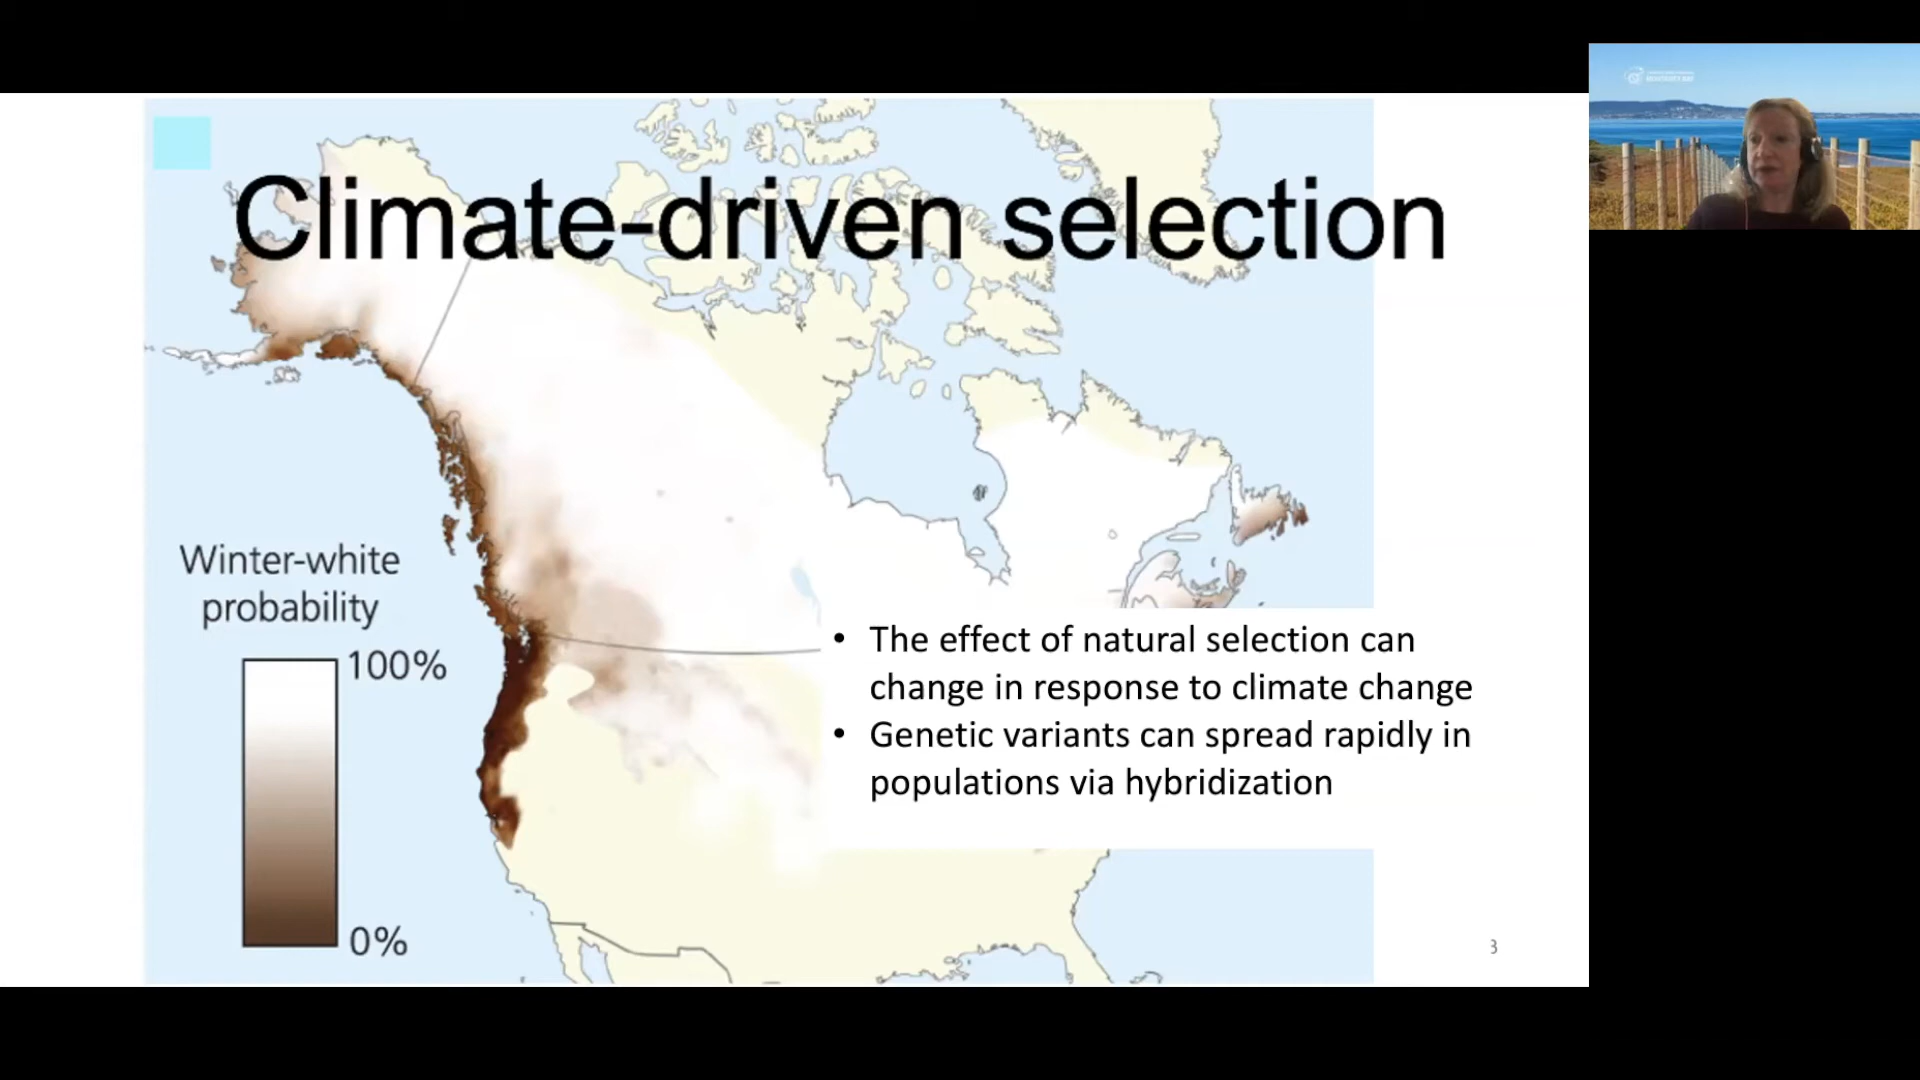 Climate-driven selection
Winter-white
probability
100%
0%
• The effect of natural selection can
change in response to climate change
• Genetic variants can spread rapidly in
populations via hybridization
3